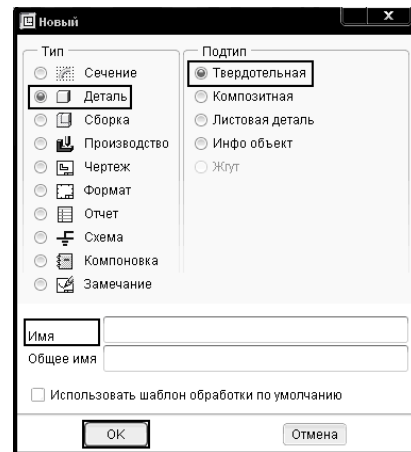 Новый
Тип
Сечение
Деталь
Сборка
Производство
Чертеж
Формат
Отчет
Схема
Компоновка
Замечание
Подтип
Твердотельная
Композитная
Листовая деталь
Инфо объект
Жгут
Имя
Общее имя
Использовать шаблон обработки по умолчанию
OK
Отмена